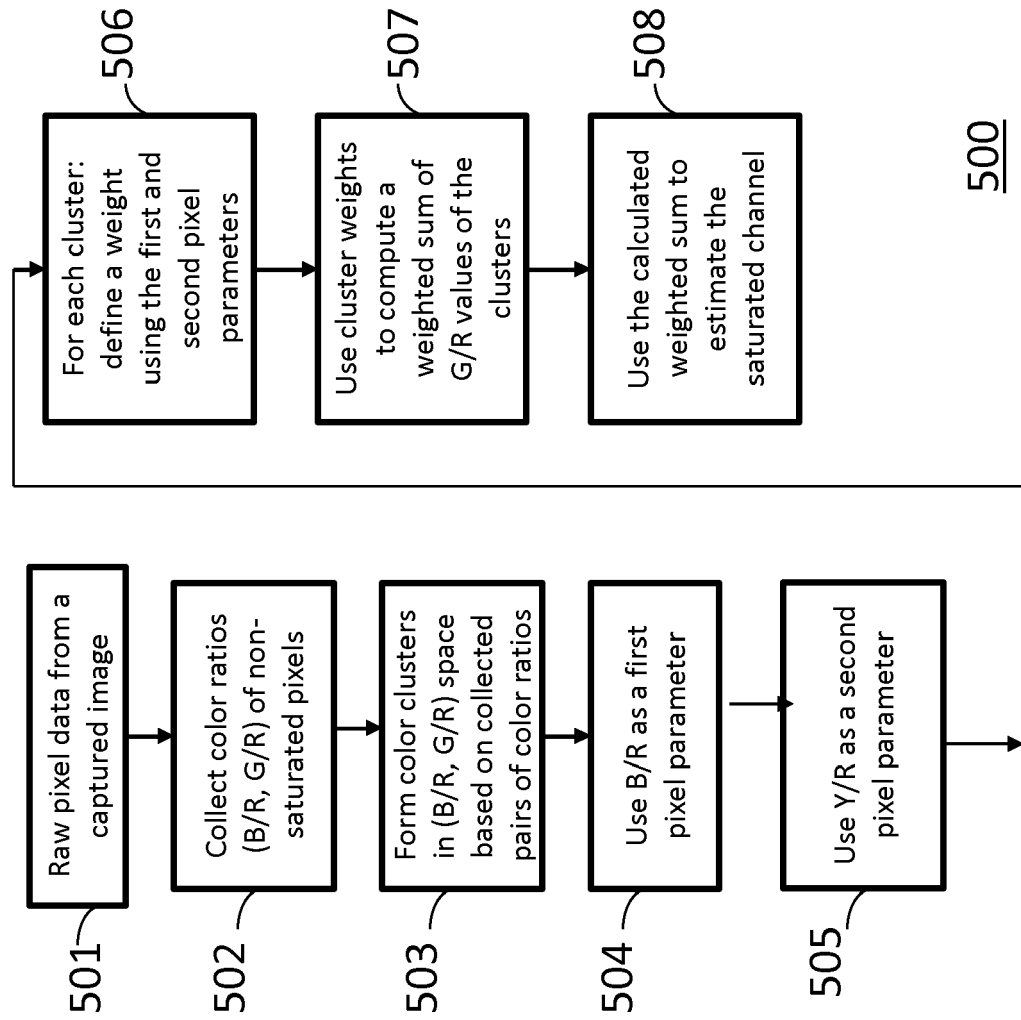 501
Raw pixel data from a
captured image
502
Collect color ratios
(B/R, G/R) of non-
saturated pixels
503
Form color clusters
in (B/R, G/R) space
based on collected
pairs of color ratios
504
Use B/R as a first
pixel parameter
505
Use Y/R as a second
pixel parameter
506
For each cluster:
define a weight
using the first and
second pixel
parameters
507
Use cluster weights
to compute a
weighted sum of
G/R values of the
clusters
508
Use the calculated
weighted sum to
estimate the
saturated channel
500